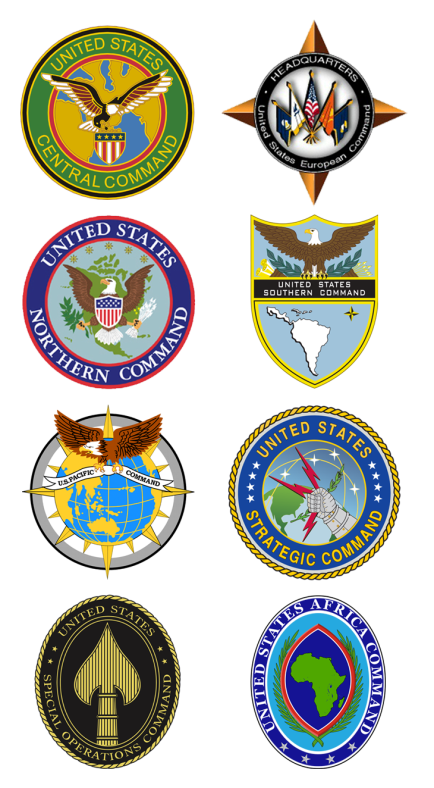 UNITED STATES
CENTRAL COMMAND
HEADQUARTERS
United States European Command
UNITED STATES
NORTHERN COMMAND
UNITED STATES
SOUTHERN COMMAND
U.S. PACIFIC COMMAND
UNITED STATES
STRATEGIC COMMAND
UNITED STATES
SPECIAL OPERATIONS COMMAND
UNITED STATES AFRICA COMMAND